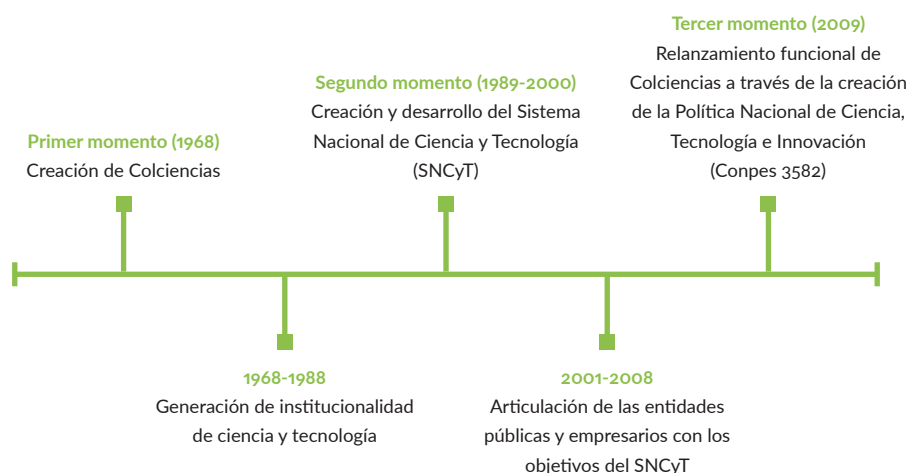 Primer momento (1968)
Creación de Colciencias
1968-1988
Generación de institucionalidad
de ciencia y tecnología
Segundo momento (1989-2000)
Creación y desarrollo del Sistema
Nacional de Ciencia y Tecnología
(SNCyT)
2001-2008
Articulación de las entidades
públicas y empresarios con los
objetivos del SNCyT
Tercer momento (2009)
Relanzamiento funcional de
Colciencias a través de la creación
de la Política Nacional de Ciencia,
Tecnología e Innovación
(Conpes 3582)